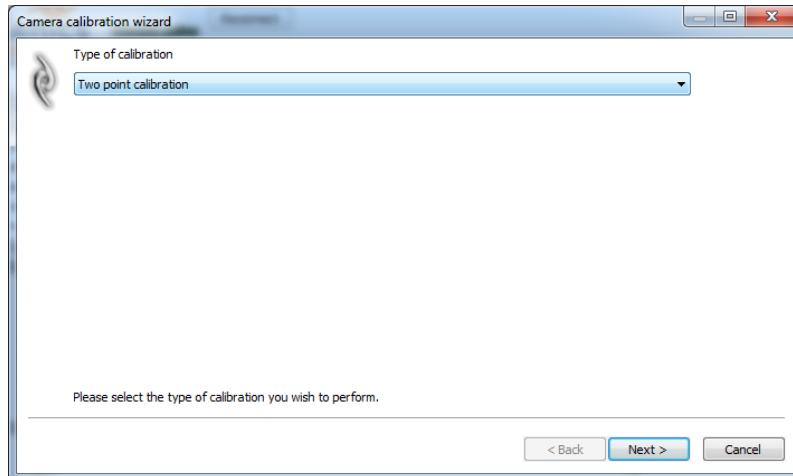 Camera calibration wizard
Type of calibration
Two point calibration
Please select the type of calibration you wish to perform.
< Back
Next >
Cancel